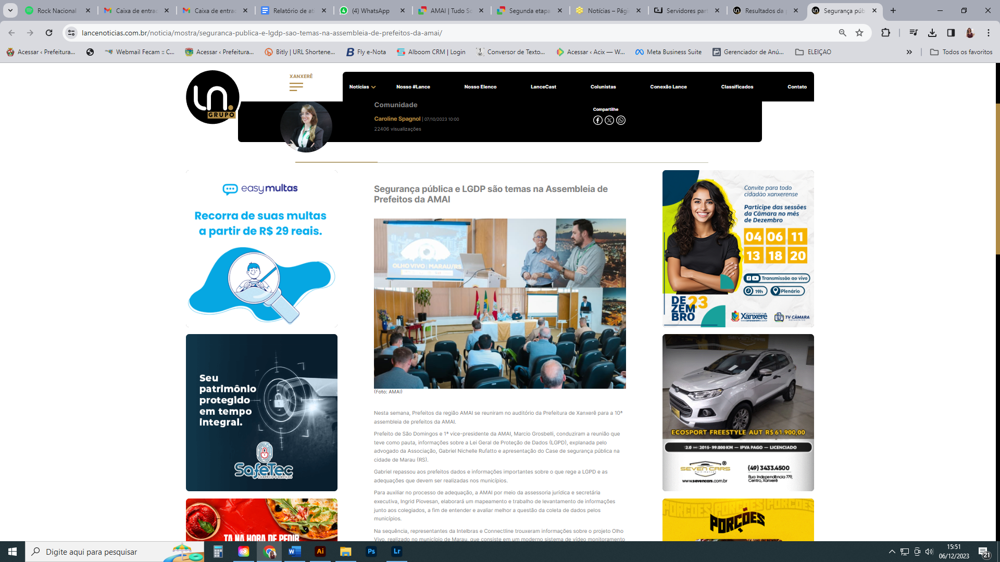 Rock Nacional
Caixa de entrac
Caixa de entrac
Relatório de ati
(4) WhatsApp
AMAI | Tudo So
Segunda etapa
Notícias – Pági
Servidores part
Resultados da p
Segurança púb
lancenoticias.com.br/noticia/mostra/seguranca-publica-e-lgdp-sao-temas-na-assembleia-de-prefeitos-da-amai/
Acessar ‹ Prefeitura...
Webmail Fecam :: C...
Acessar ‹ Prefeitura...
Bitly | URL Shortene...
Fly e-Nota
Alboom CRM | Login
Conversor de Texto...
Acessar ‹ Acix — W...
Meta Business Suite
Gerenciador de Anú...
ELEIÇAO
Todos os favoritos
GRUPO
XANXERÊ
Notícias
Nosso #Lance
Nosso Elenco
LanceCast
Colunistas
Conexão Lance
Classificados
Contato
Comunidade
Caroline Spagnol | 07/10/2023 10:00
22406 visualizações
Compartilhe
easymultas
Recorra de suas multas
a partir de R$ 29 reais.
Seu
patrimônio
protegido
em tempo
integral.
SafeTec
COMÉRCIO E SERVIÇOS
TA NA HORA DE PEDIR
Segurança pública e LGDP são temas na Assembleia de
Prefeitos da AMAI
OLHO VIVO | MARAU/RS
(Foto: AMAI)
Nesta semana, Prefeitos da região AMAI se reuniram no auditório da Prefeitura de Xanxerê para a 10ª
assembleia de prefeitos da AMAI.
Prefeito de São Domingos e 1ª vice-presidente da AMAI, Marcio Grosbelli, conduziram a reunião que
teve como pauta, informações sobre a Lei Geral de Proteção de Dados (LGPD), explanada pelo
advogado da Associação, Gabriel Nichelle Rufatto e apresentação do Case de segurança pública na
cidade de Marau (RS).
Gabriel repassou aos prefeitos dados e informações importantes sobre o que rege a LGPD e as
adequações que devem ser realizadas nos municípios.
Para auxiliar no processo de adequação, a AMAI por meio da assessoria jurídica e secretária
executiva, Ingrid Piovesan, elaborará um mapeamento e trabalho de levantamento de informações
junto aos colegiados, a fim de entender e avaliar melhor a questão da coleta de dados pelos
municípios.
Na sequência, representantes da Intelbras e Connectline trouxeram informações sobre o projeto Olho
Vivo, realizado no município de Marau, que consiste em um moderno sistema de vídeo monitoramento
Convite para todo
cidadão xanxerense
Participe das sessões
da Câmara no mês
de Dezembro
04 06 11
13 18 20
Transmissão ao vivo
19h
Plenário
DE
ZEM
BRO
23
Xanxerê
TV CÂMARA
SEVEN CARS
ECOSPORT FREESTYLE AUT R$ 61.900,00
2015- 99.000 KM — IPVA PAGO — LICENCIADO
SEVEN CARS
www.sevencars.com.br
(49) 3433.4500
Rua Independência 779,
Centro, Xanxerê
PORÇÕES PORÇÕES PORÇÕES
PORÇÕES
Digite aqui para pesquisar
Ai
Ps
Lr
15:51
06/12/2023
21